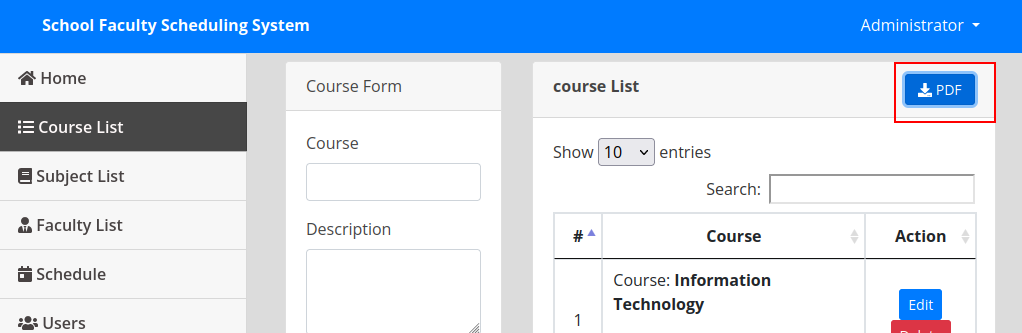 School Faculty Scheduling System
Administrator
Home
Course List
Subject List
Faculty List
Schedule
Users
Course Form
Course
Description
course List
PDF
Show 10 entries
Search:
# Course Action
1
Course: Information
Technology
Edit